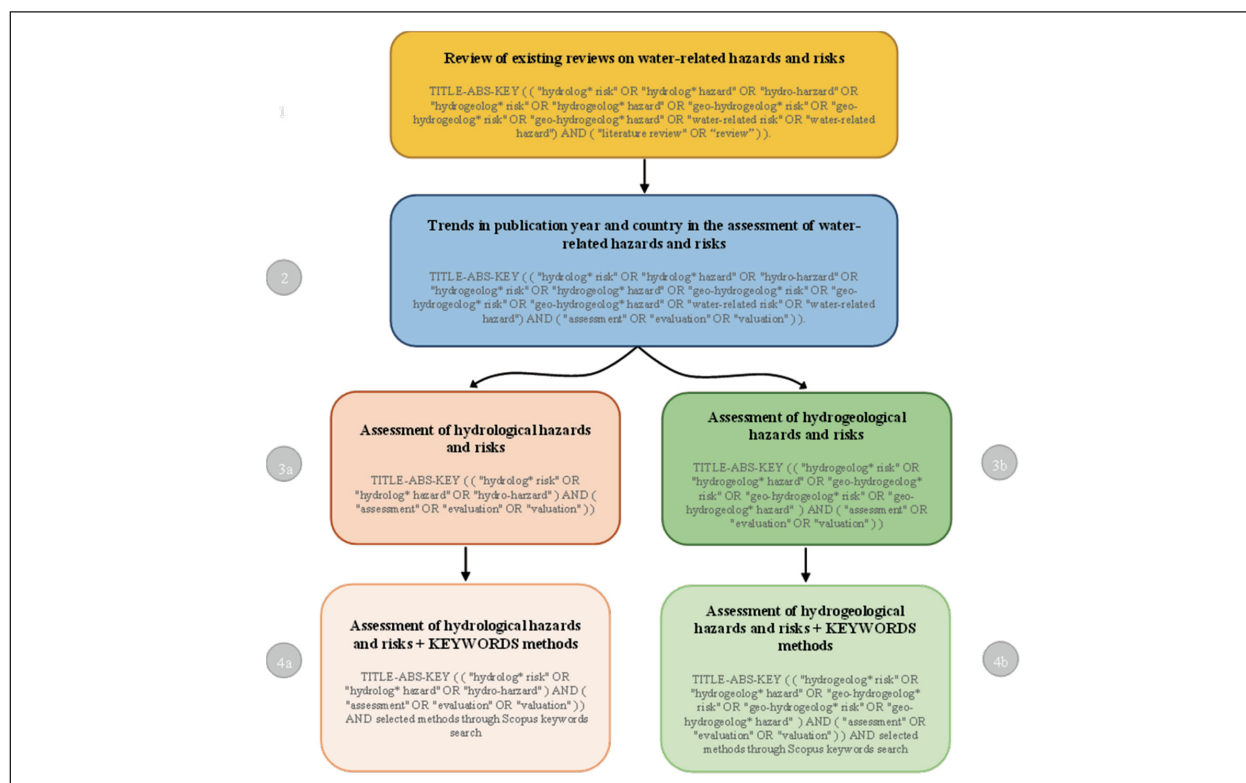 Review of existing reviews on water-related hazards and risks
TITLE-ABS-KEY ( ( "hydrolog* risk" OR "hydrolog* hazard" OR "hydro-harzard" OR
"hydrogeolog* risk" OR "hydrogeolog* hazard" OR "geo-hydrogeolog* risk" OR "geo-
hydrogeolog* risk" OR "geo-hydrogeolog* hazard" OR "water-related risk" OR "water-related
hazard") AND ( "literature review" OR “review” ) ).
1
Trends in publication year and country in the assessment of water-
related hazards and risks
TITLE-ABS-KEY ( ( "hydrolog* risk" OR "hydrolog* hazard" OR "hydro-harzard" OR
"hydrogeolog* risk" OR "hydrogeolog* hazard" OR "geo-hydrogeolog* risk" OR "geo-
hydrogeolog* risk" OR "geo-hydrogeolog* hazard" OR "water-related risk" OR "water-related
hazard") AND ( "assessment" OR "evaluation" OR "valuation" ) ).
2
3a
Assessment of hydrological hazards
and risks
TITLE-ABS-KEY ( ( "hydrolog* risk" OR
"hydrolog* hazard" OR "hydro-harzard" ) AND (
"assessment" OR "evaluation" OR "valuation" ) )
Assessment of hydrogeological
hazards and risks
TITLE-ABS-KEY ( ( "hydrogeolog* risk" OR
"hydrogeolog* hazard" OR "geo-hydrogeolog*
risk" OR "geo-hydrogeolog* risk" OR "geo-
hydrogeolog* hazard" ) AND ( "assessment" OR
"evaluation" OR "valuation" ) )
3b
4a
Assessment of hydrological hazards
and risks + KEYWORDS methods
TITLE-ABS-KEY ( ( "hydrolog* risk" OR
"hydrolog* hazard" OR "hydro-harzard" ) AND (
"assessment" OR "evaluation" OR "valuation" ) )
AND selected methods through Scopus keywords
search
Assessment of hydrogeological
hazards and risks + KEYWORDS
methods
TITLE-ABS-KEY ( ( "hydrogeolog* risk" OR
"hydrogeolog* hazard" OR "geo-hydrogeolog*
risk" OR "geo-hydrogeolog* risk" OR "geo-
hydrogeolog* hazard" ) AND ( "assessment" OR
"evaluation" OR "valuation" ) ) AND selected
methods through Scopus keywords search
4b